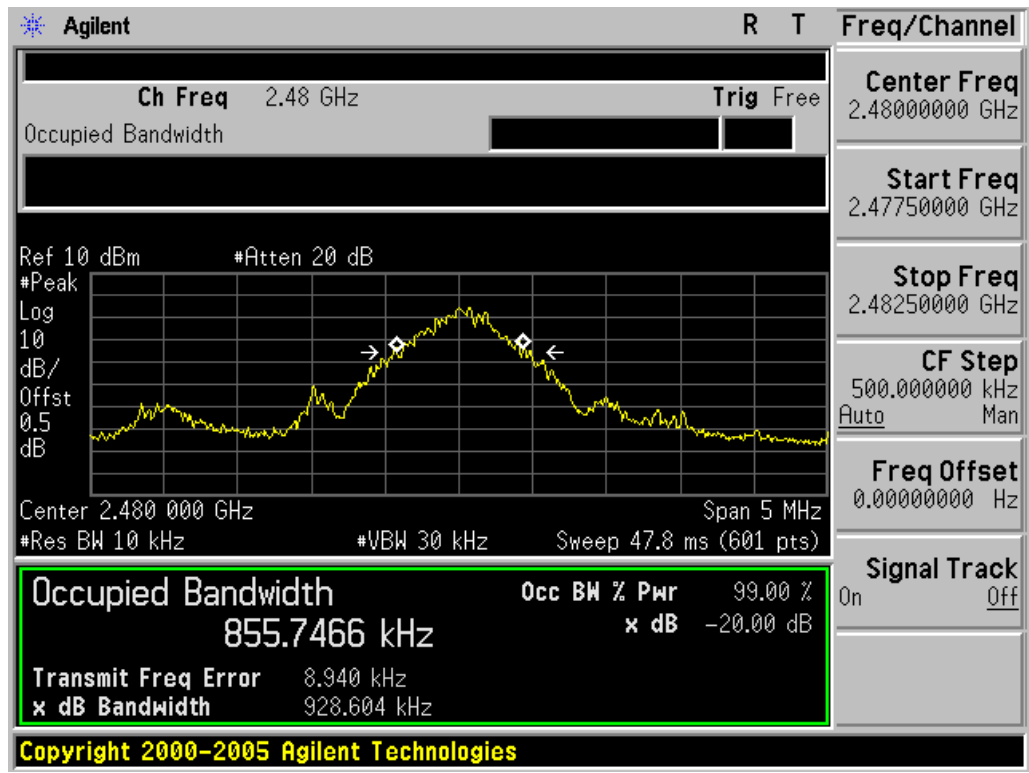 Agilent R T Freq/Channel
Ch Freq 2.48 GHz Trig Free
Occupied Bandwidth
Center Freq
2.48000000 GHz
Start Freq
2.47750000 GHz
Stop Freq
2.48250000 GHz
CF Step
500.000000 kHz
Auto Man
Freq Offset
0.00000000 Hz
Signal Track
On Off
Ref 10 dBm #Atten 20 dB
#Peak
Log
10
dB/
Offst
0.5
dB
Center 2.480 000 GHz Span 5 MHz
#Res BW 10 kHz #VBW 30 kHz Sweep 47.8 ms (601 pts)
Occupied Bandwidth Occ BW % Pwr 99.00 %
855.7466 kHz x dB -20.00 dB
Transmit Freq Error 8.940 kHz
x dB Bandwidth 928.604 kHz
Copyright 2000-2005 Agilent Technologies